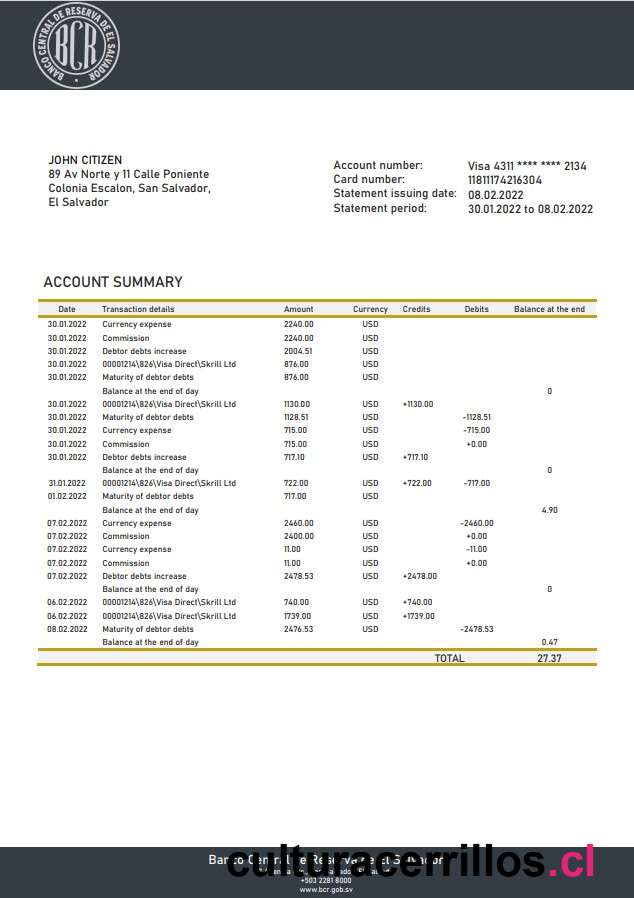 BANCO CENTRAL DE RESERVA DE EL SALVADOR
BCR
JOHN CITIZEN
89 Av Norte y 11 Calle Poniente
Colonia Escalon, San Salvador,
El Salvador
Account number: Visa 4311 **** **** 2134
Card number: 11811174216304
Statement issuing date: 08.02.2022
Statement period: 30.01.2022 to 08.02.2022
ACCOUNT SUMMARY
Date Transaction details Amount Currency Credits Debits Balance at the end
30.01.2022 Currency expense 2240.00 USD
30.01.2022 Commission 2240.00 USD
30.01.2022 Debtor debts increase 2004.51 USD
30.01.2022 00001214\826\Visa Direct\Skrill Ltd 876.00 USD
30.01.2022 Maturity of debtor debts 876.00 USD
Balance at the end of day 0
30.01.2022 00001214\826\Visa Direct\Skrill Ltd 1130.00 USD +1130.00
30.01.2022 Maturity of debtor debts 1128.51 USD -1128.51
30.01.2022 Currency expense 715.00 USD -715.00
30.01.2022 Commission 715.00 USD +0.00
30.01.2022 Debtor debts increase 717.10 USD +717.10
Balance at the end of day 0
31.01.2022 00001214\826\Visa Direct\Skrill Ltd 722.00 USD +722.00 -717.00
01.02.2022 Maturity of debtor debts 717.00 USD
Balance at the end of day 4.90
07.02.2022 Currency expense 2460.00 USD -2460.00
07.02.2022 Commission 2400.00 USD +0.00
07.02.2022 Currency expense 11.00 USD -11.00
07.02.2022 Commission 11.00 USD +0.00
07.02.2022 Debtor debts increase 2478.53 USD +2478.00
Balance at the end of day 0
06.02.2022 00001214\826\Visa Direct\Skrill Ltd 740.00 USD +740.00
06.02.2022 00001214\826\Visa Direct\Skrill Ltd 1739.00 USD +1739.00
08.02.2022 Maturity of debtor debts 2476.53 USD -2478.53
Balance at the end of day 0.47
TOTAL 27.37
Banco Central de Reserva de El Salvador
culturacerrillos.cl
+503 2281 8000
www.bcr.gob.sv